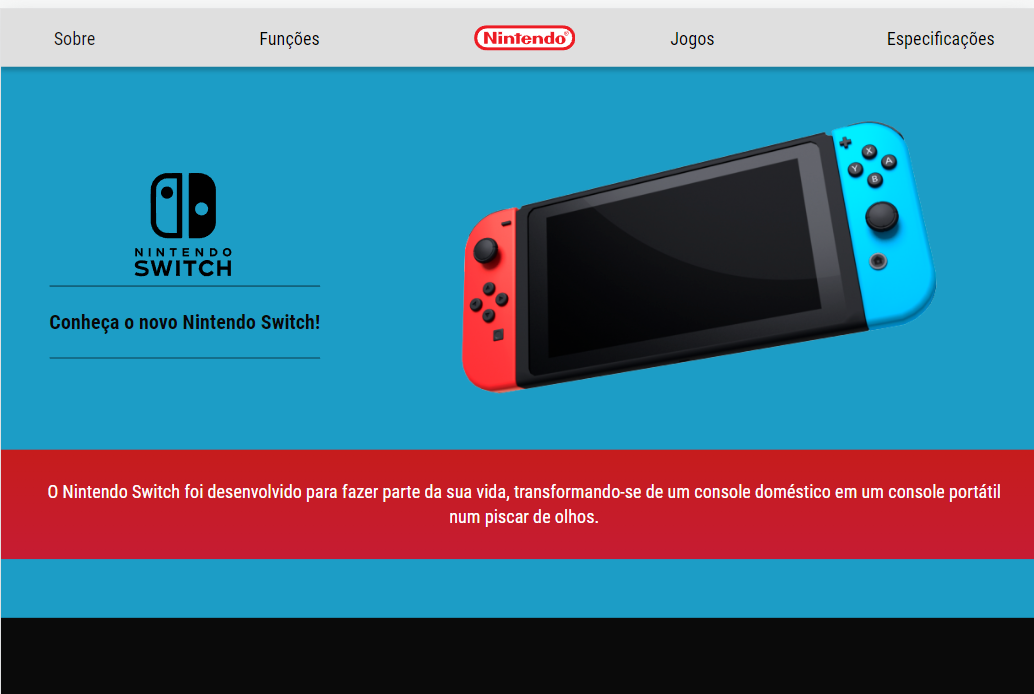 Sobre
Funções
Nintendo®
Jogos
Especificações
NINTENDO
SWITCH
Conheça o novo Nintendo Switch!
X
Y
A
B
O Nintendo Switch foi desenvolvido para fazer parte da sua vida, transformando-se de um console doméstico em um console portátil
num piscar de olhos.